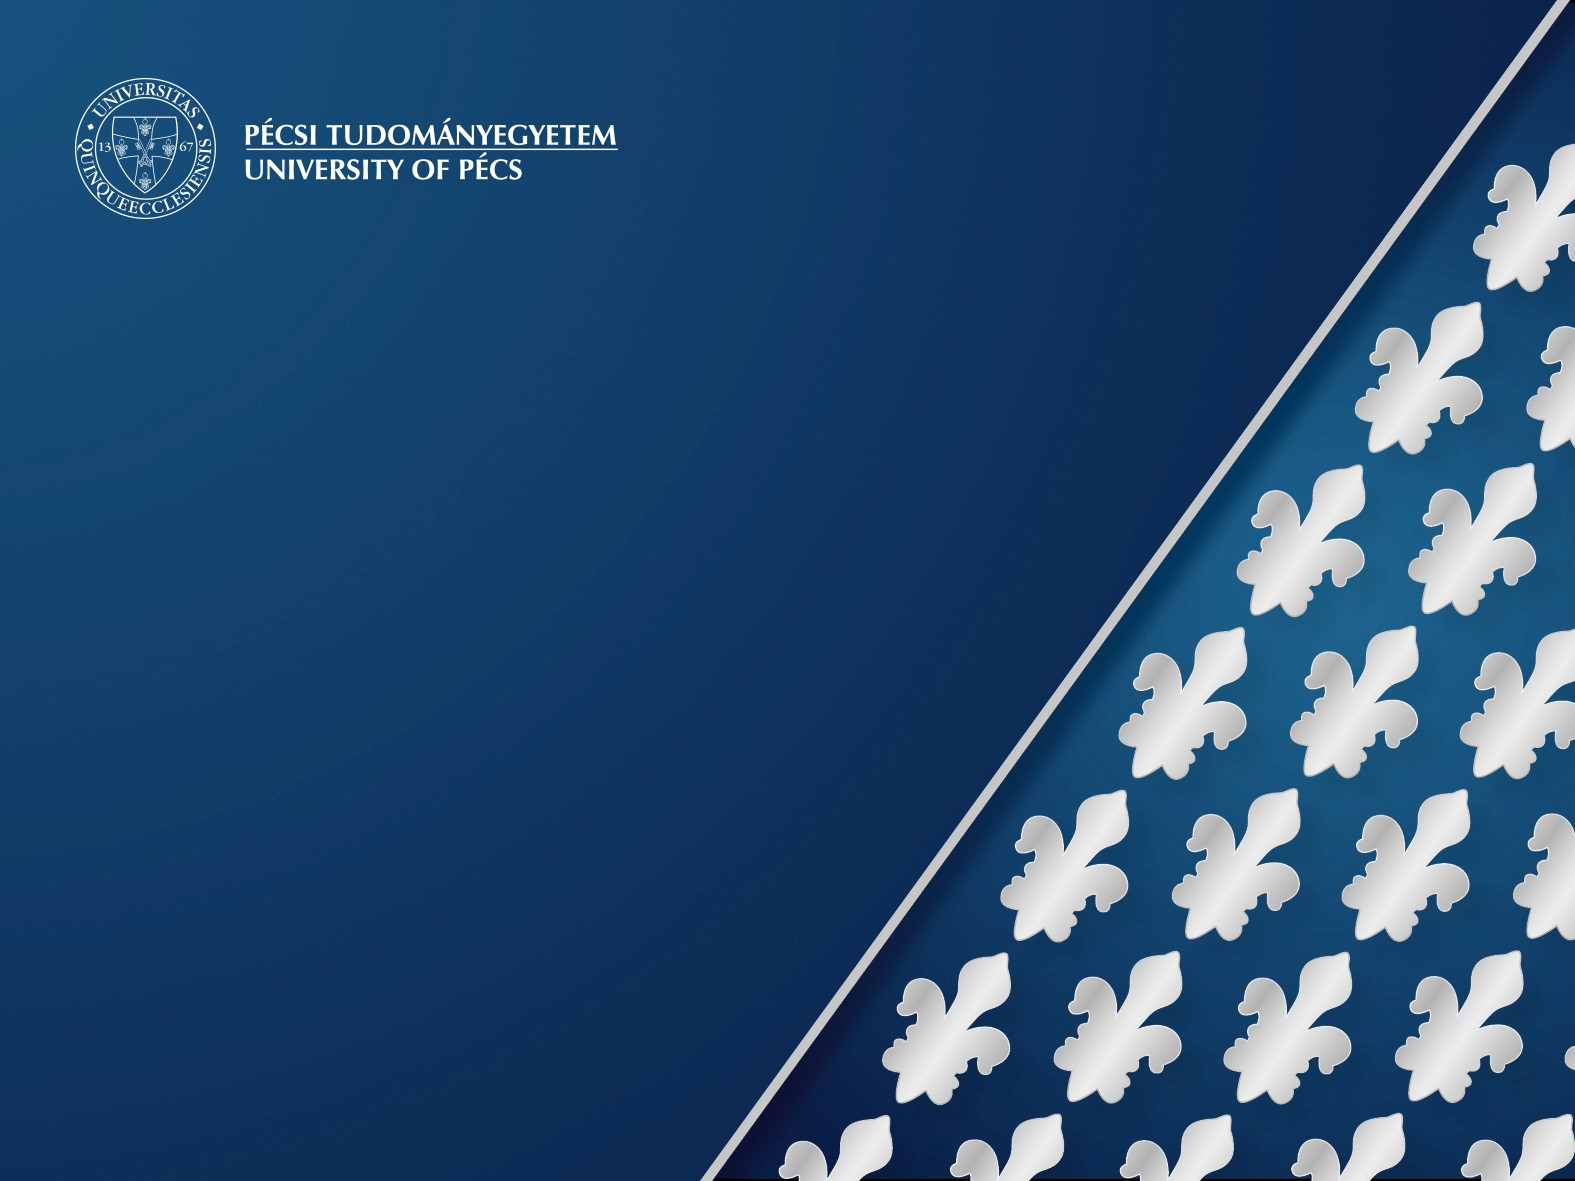 UNIVERSITAS
13 67
QUINQUEECCLESIENSIS
PÉCSI TUDOMÁNYEGYETEM
UNIVERSITY OF PÉCS